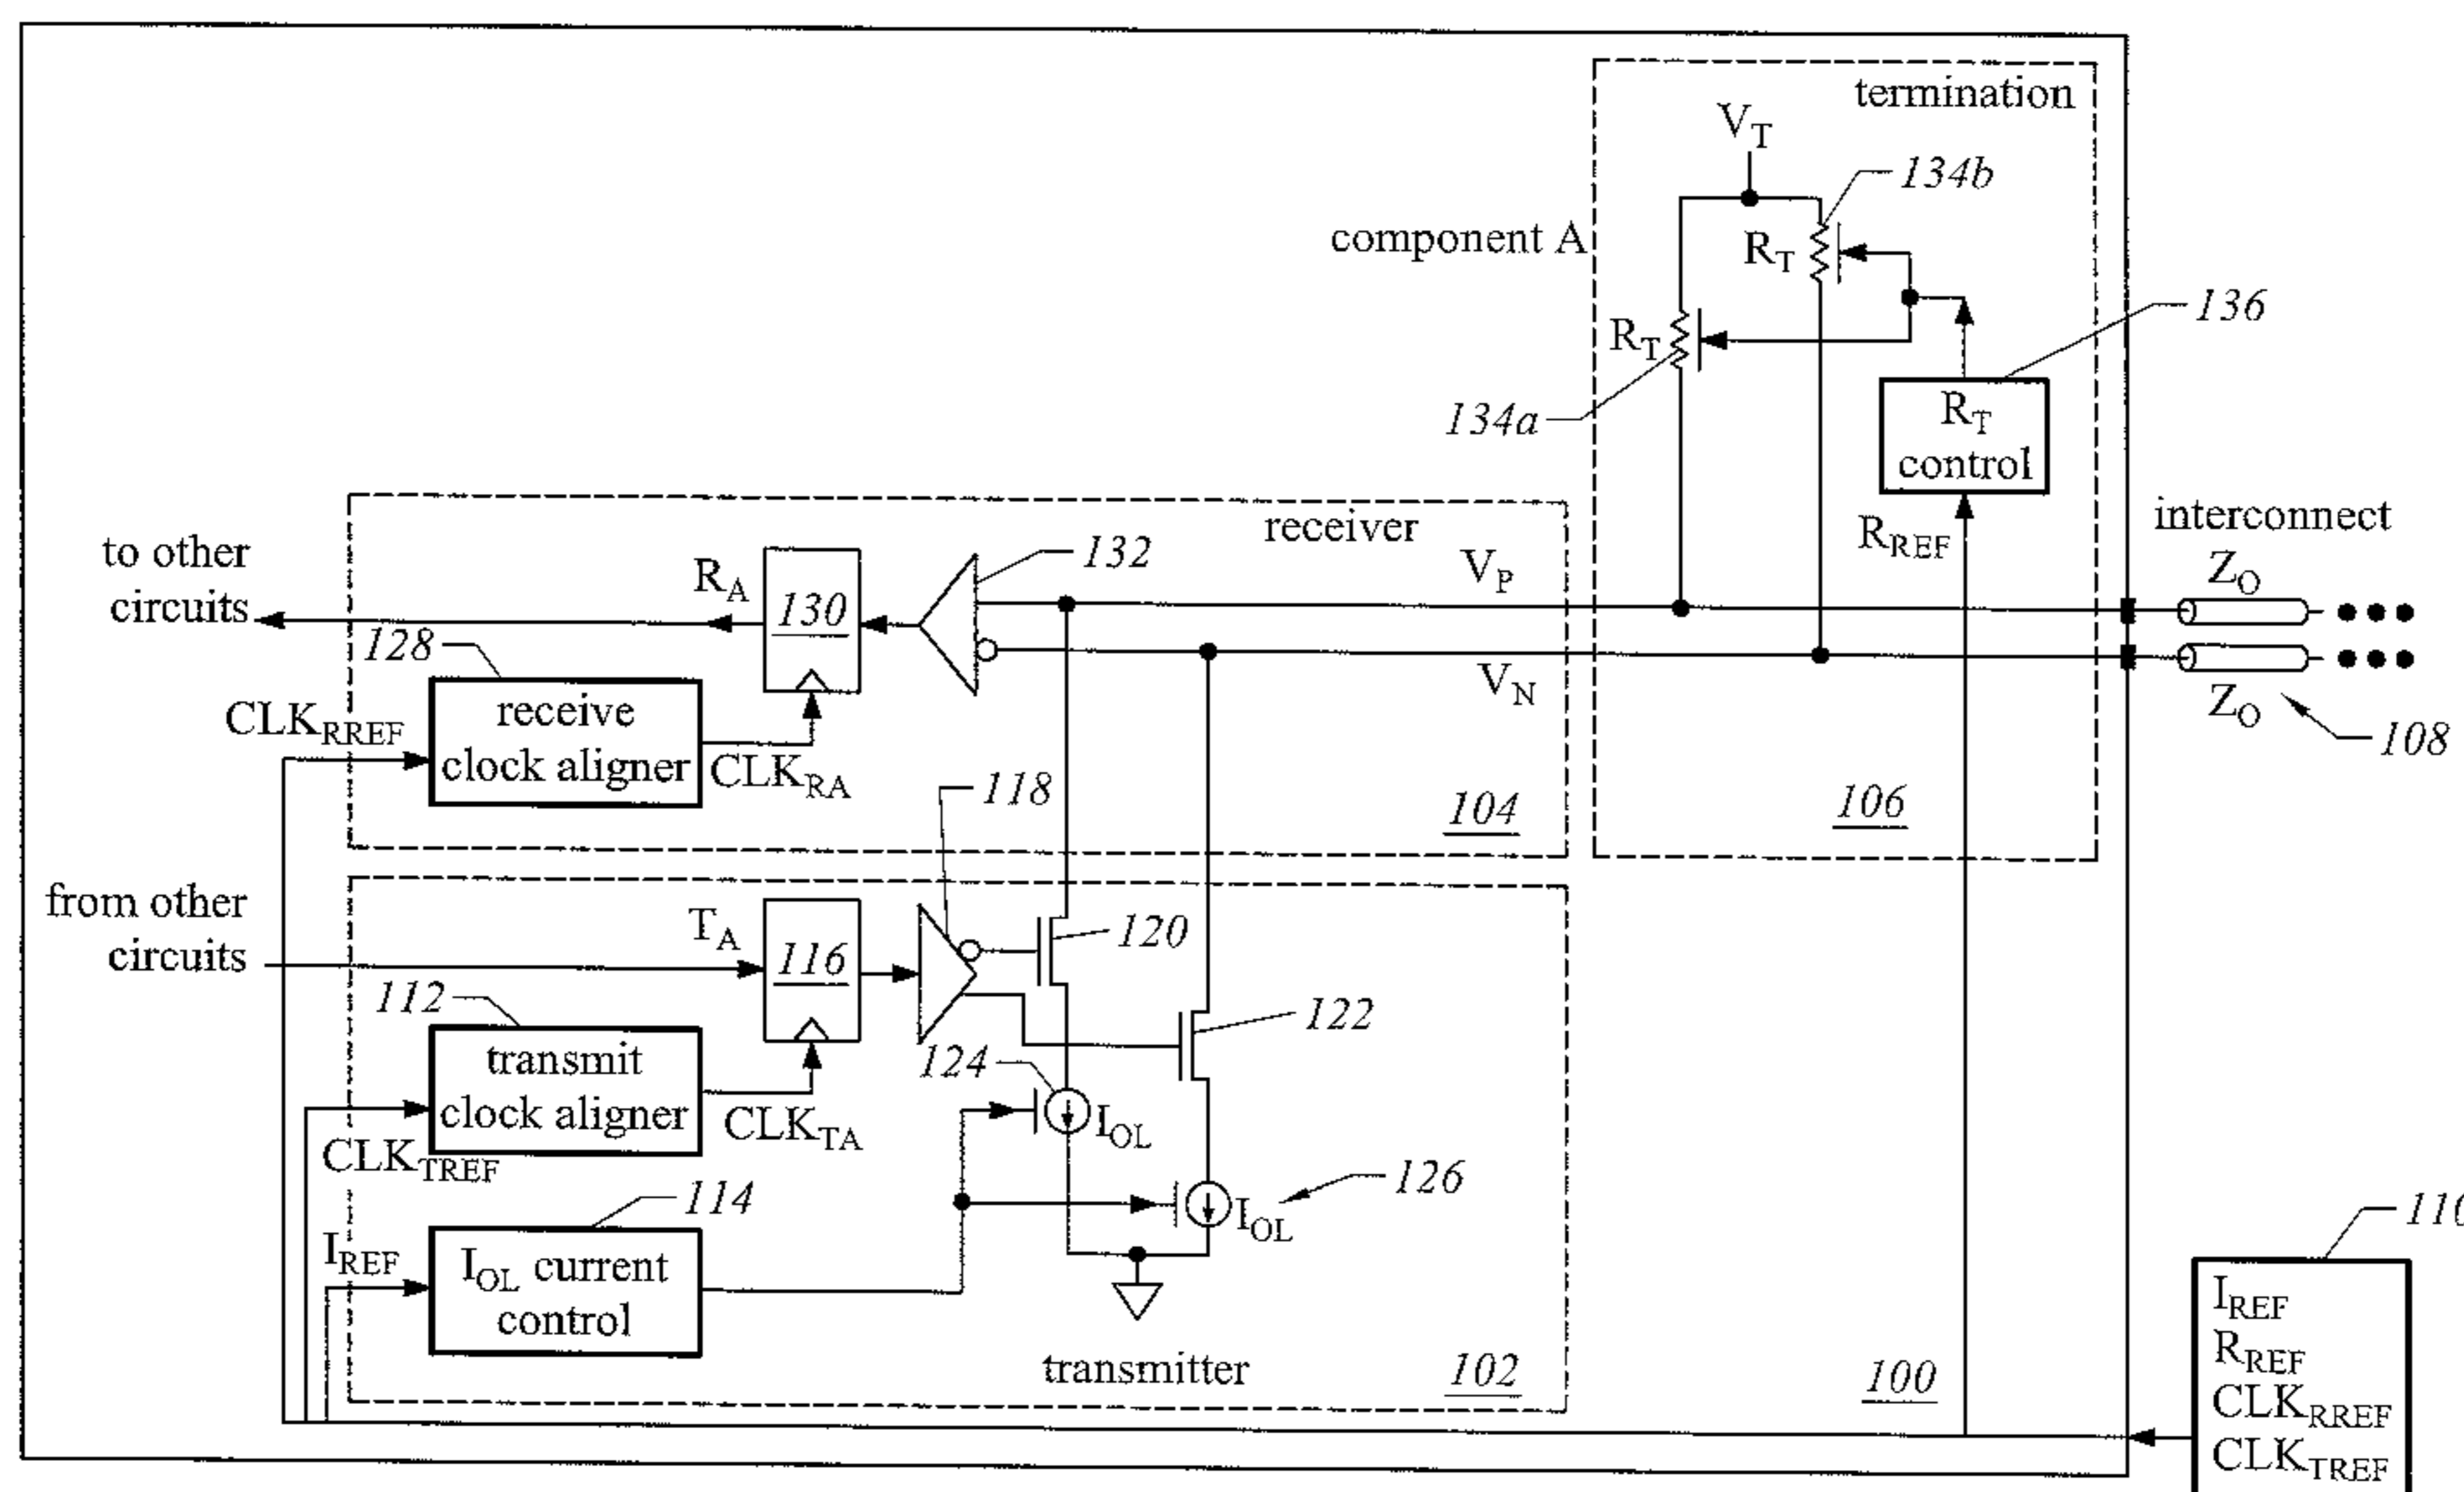 termination
V_T
134b
component A
R_T
136
R_T
134a
R_T
control
receiver
interconnect
to other
circuits
R_A
130
132
V_P
R_REF
Z_O
128
V_N
Z_O
CLK_RREF
receive
clock aligner
CLK_RA
108
118
104
106
from other
circuits
T_A
116
120
112
122
transmit
clock aligner
124
CLK_TA
I_OL
CLK_TREF
126
114
I_OL
I_REF
I_OL current
control
110
transmitter
102
100
I_REF
R_REF
CLK_RREF
CLK_TREF